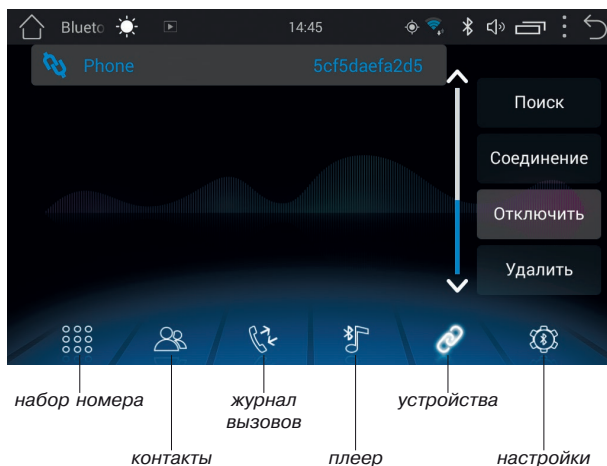 Blueto 14:45
Phone 5cf5daefa2d5
Поиск
Соединение
Отключить
Удалить
набор номера
журнал
вызовов
устройства
контакты
плеер
настройки